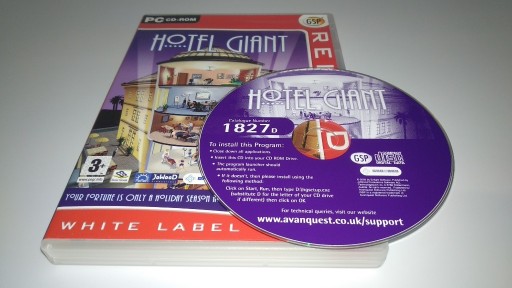 PC CD-ROM
GSP
HOTEL GIANT
3+
JoWooD
YOUR FORTUNE IS ONLY A HOLIDAY SEASON
WHITE LABEL
HOTEL GIANT
Catalogue Number
1827D
To install this Program:
• Close down all applications.
• Insert this CD into your CD ROM Drive.
• The program launcher should
automatically run.
• If it doesn't, then please install using the
following method.
Click on Start, Run, then type D:\hgsetup.exe
(substitute D for the letter of your CD drive
if different) then click on OK
GSP
For technical queries, visit our website
www.avanquest.co.uk/support